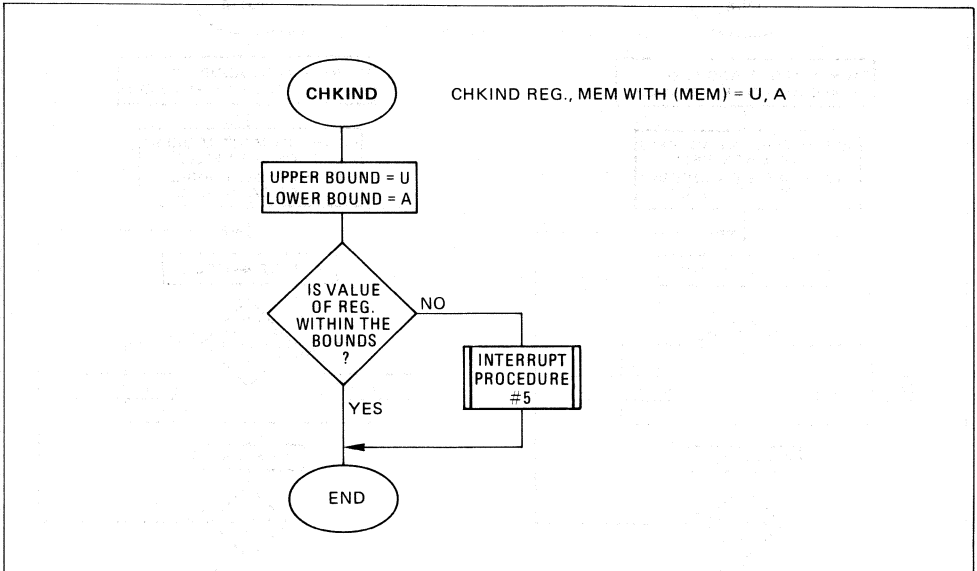 CHKIND
CHKIND REG., MEM WITH (MEM) = U, A
UPPER BOUND = U
LOWER BOUND = A
IS VALUE
OF REG.
WITHIN THE
BOUNDS
?
NO
INTERRUPT
PROCEDURE
#5
YES
END